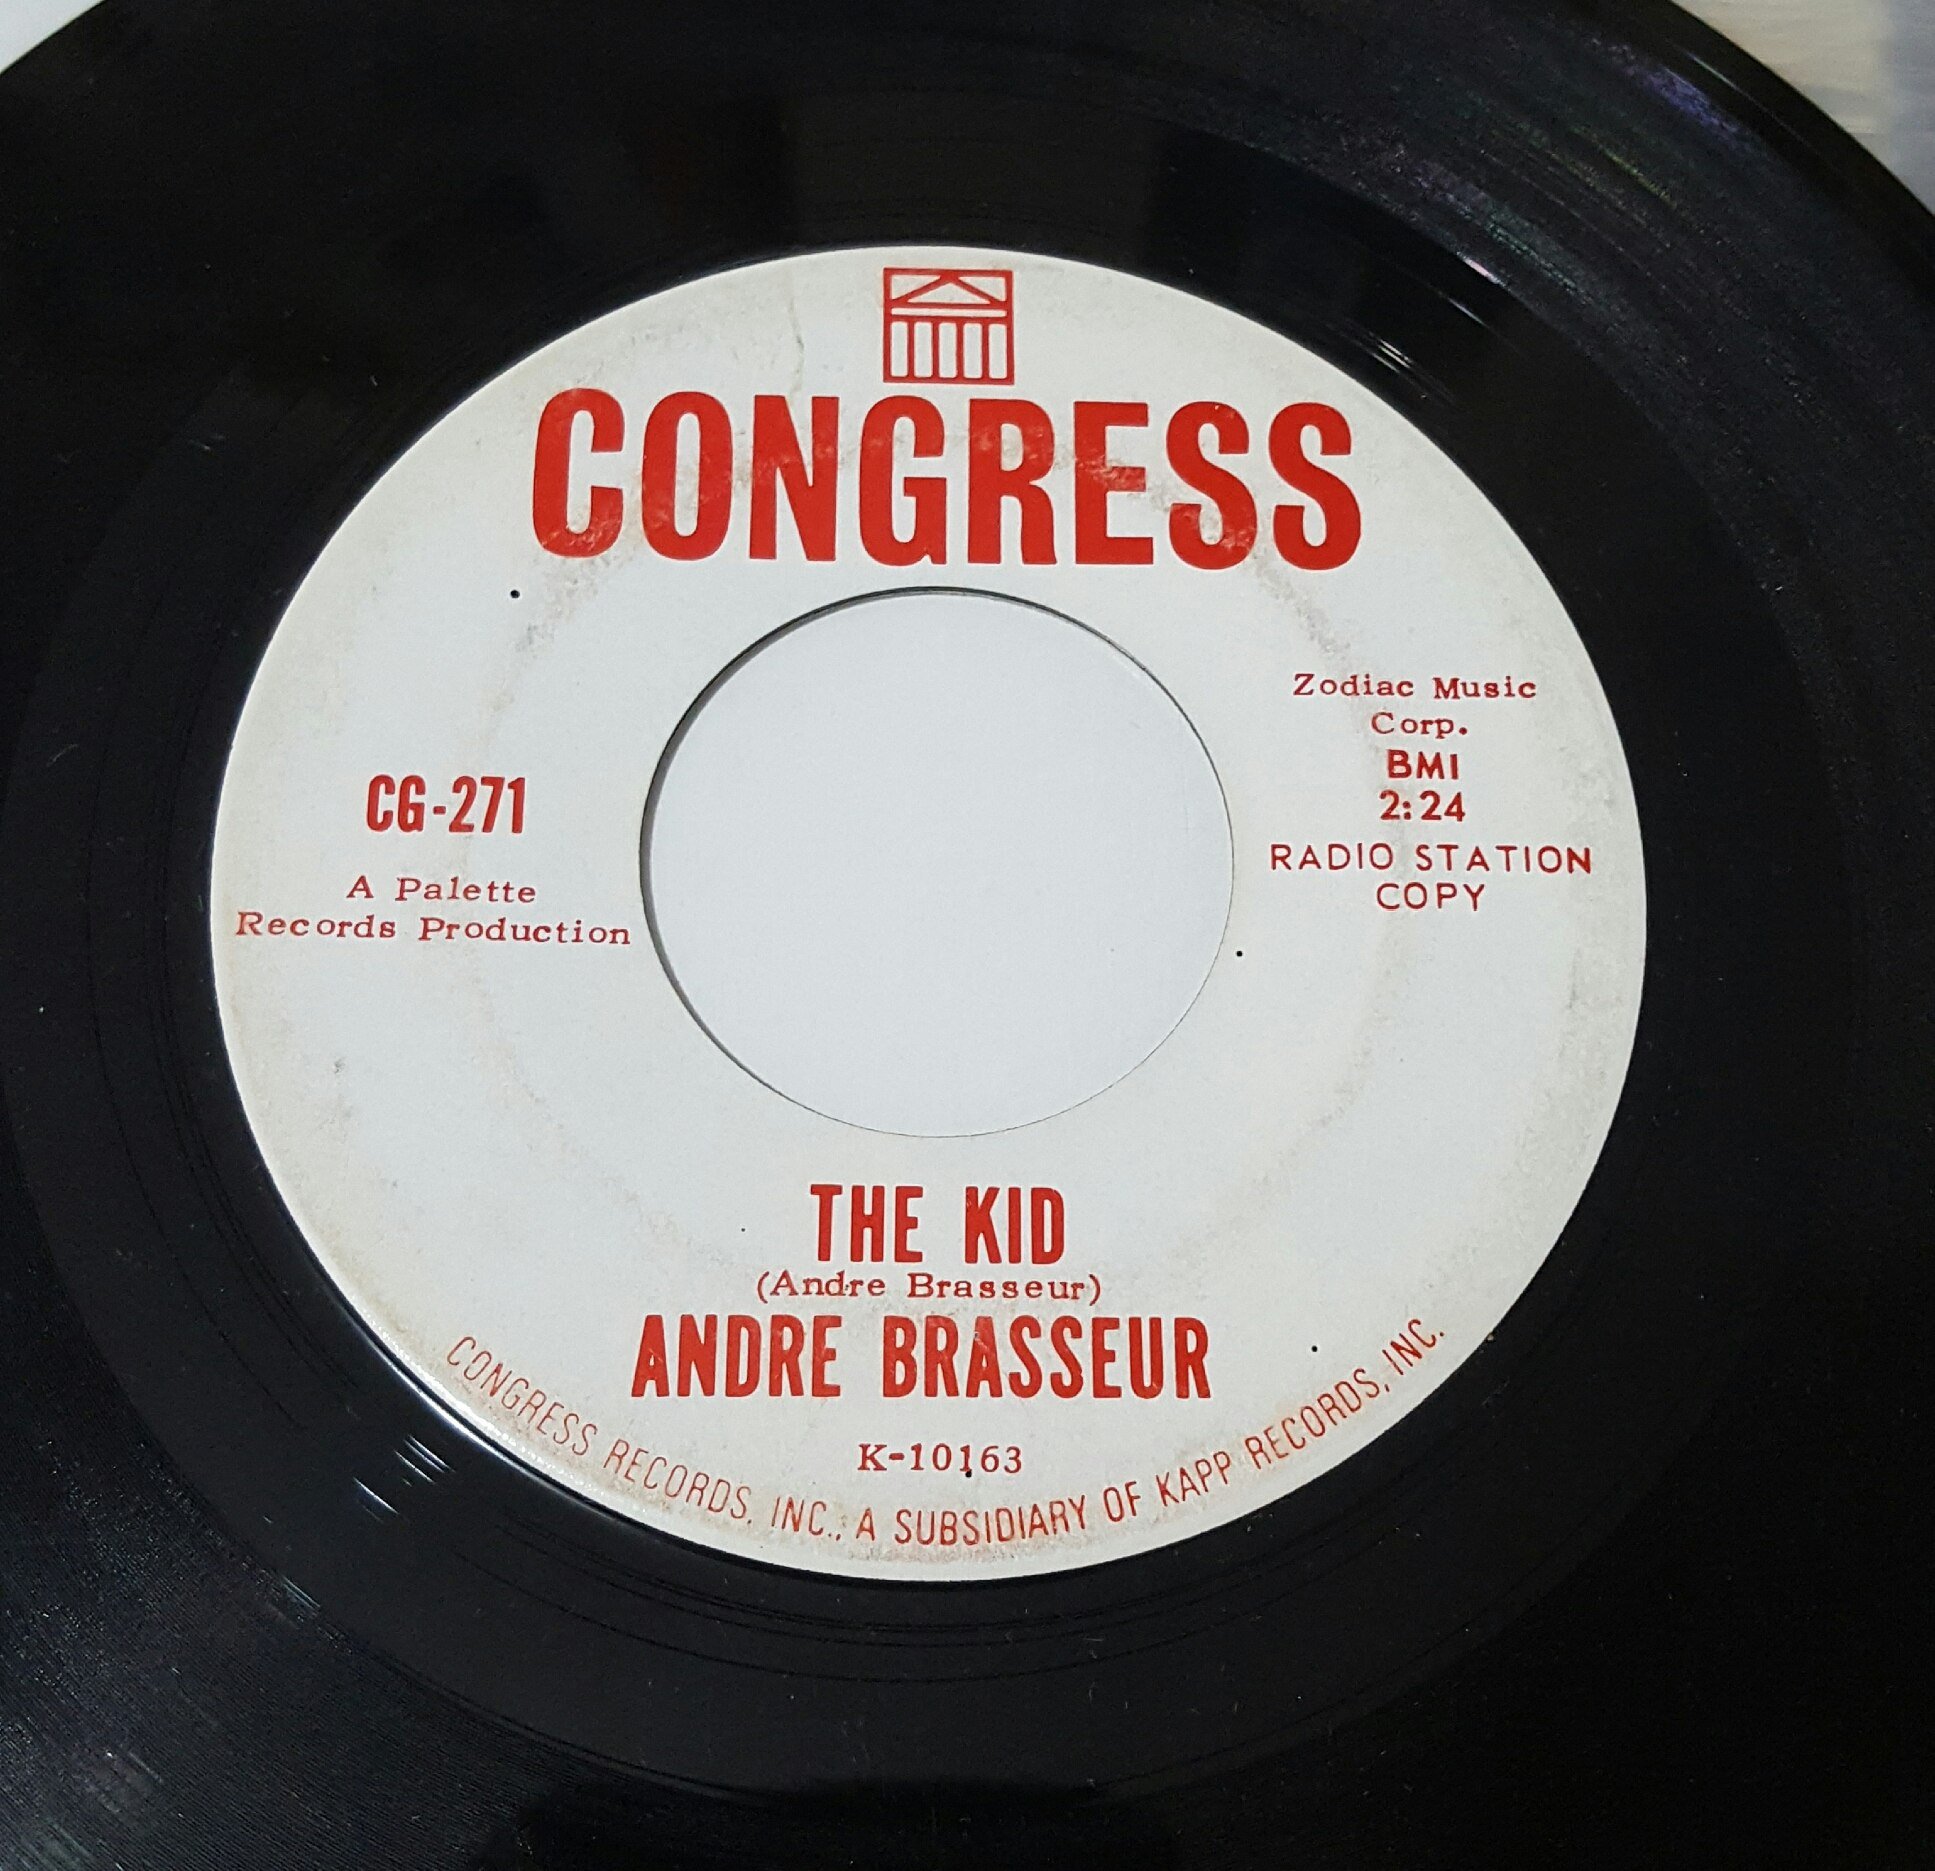 CONGRESS
CG-271
A Palette
Records Production
Zodiac Music
Corp.
BMI
2:24
RADIO STATION
COPY
THE KID
(Andre Brasseur)
ANDRE BRASSEUR
K-10163
CONGRESS RECORDS, INC., A SUBSIDIARY OF KAPP RECORDS, INC.